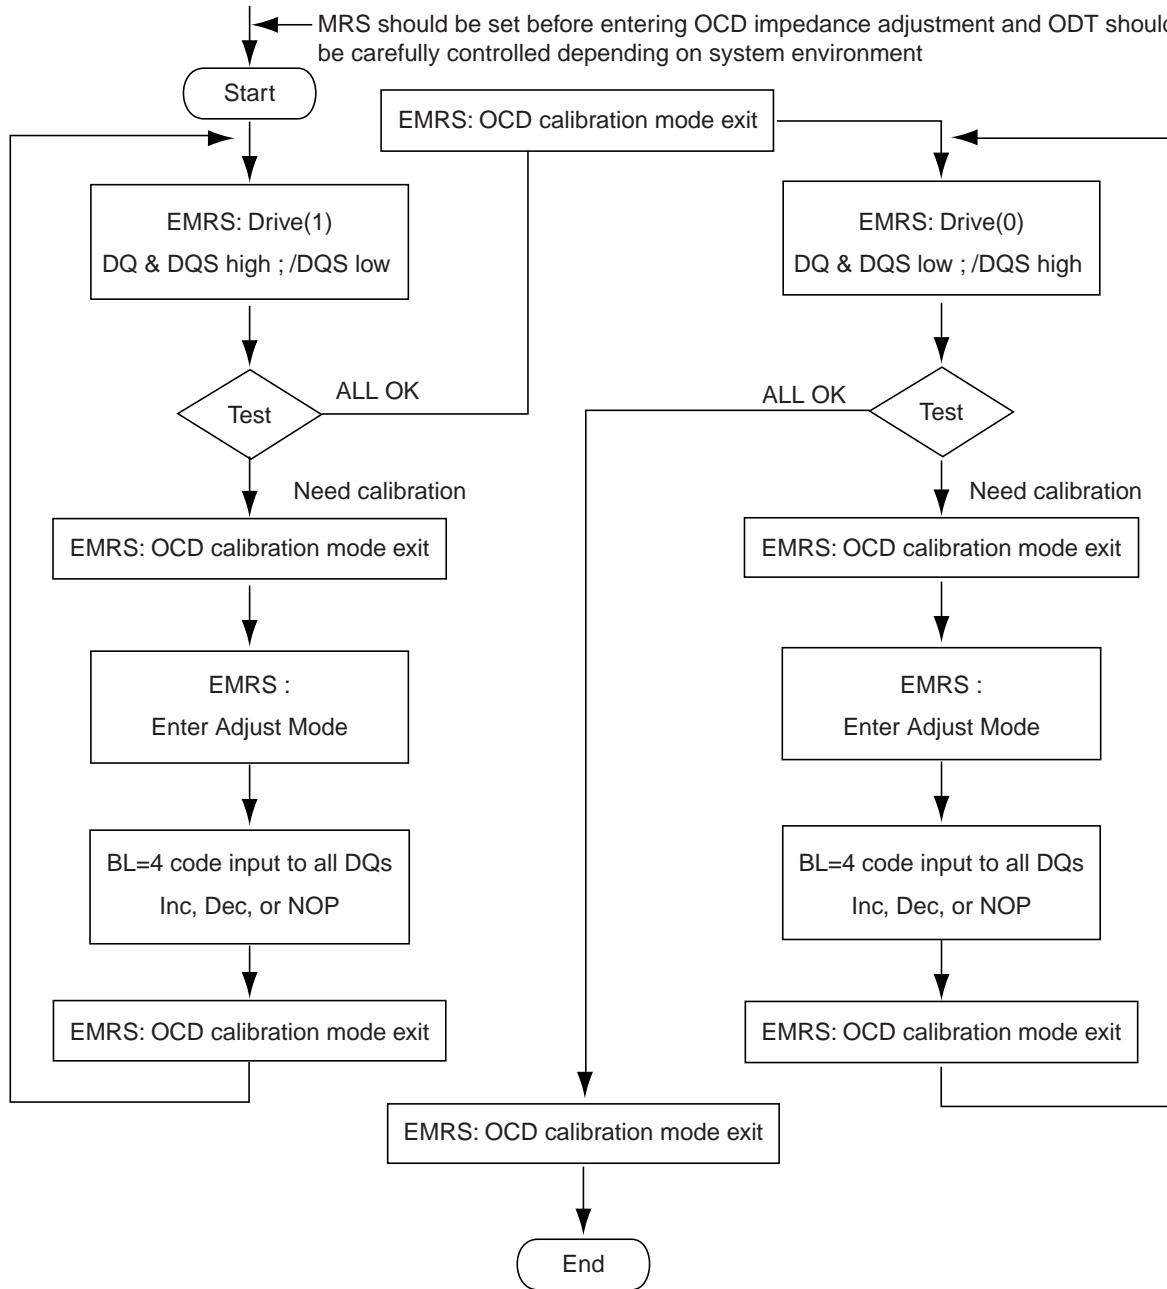 MRS should be set before entering OCD impedance adjustment and ODT should
be carefully controlled depending on system environment
Start
EMRS: OCD calibration mode exit
EMRS: Drive(1)
DQ & DQS high ; /DQS low
EMRS: Drive(0)
DQ & DQS low ; /DQS high
Test
ALL OK
ALL OK
Test
Need calibration
Need calibration
EMRS: OCD calibration mode exit
EMRS: OCD calibration mode exit
EMRS :
Enter Adjust Mode
EMRS :
Enter Adjust Mode
BL=4 code input to all DQs
Inc, Dec, or NOP
BL=4 code input to all DQs
Inc, Dec, or NOP
EMRS: OCD calibration mode exit
EMRS: OCD calibration mode exit
EMRS: OCD calibration mode exit
End